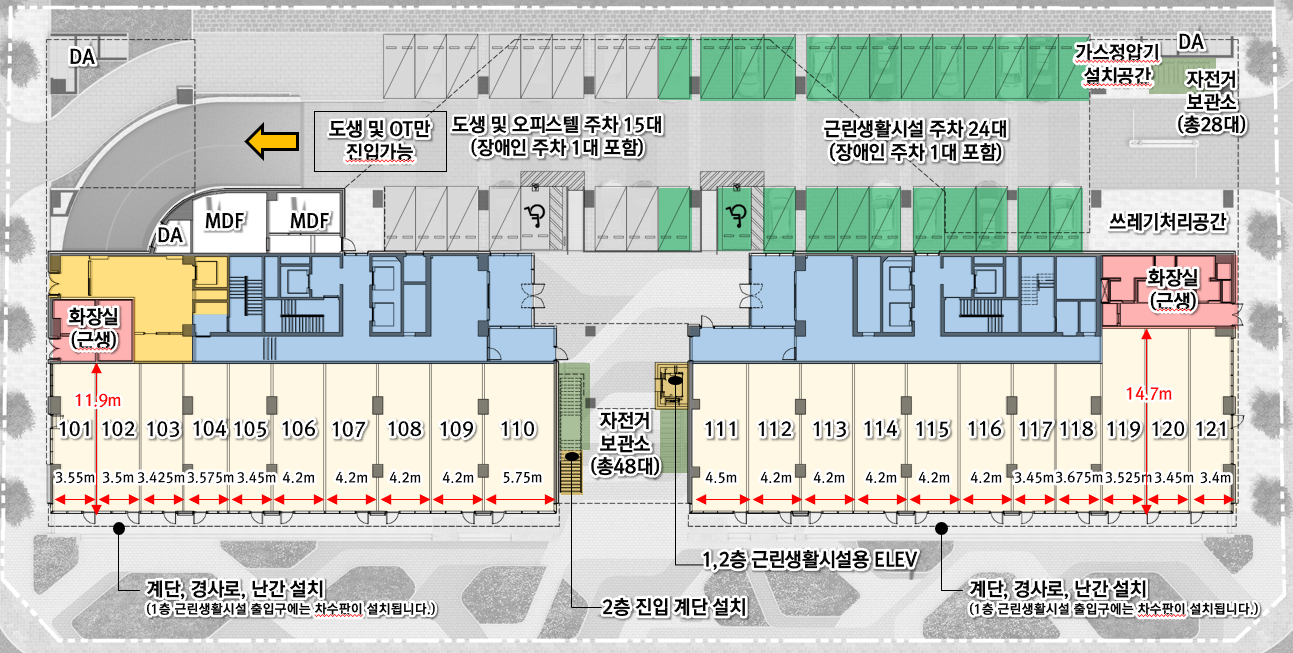 DA
가스정압기
설치공간
DA
자전거
보관소
(총28대)
도생 및 OT만
진입가능
도생 및 오피스텔 주차 15대
(장애인 주차 1대 포함)
근린생활시설 주차 24대
(장애인 주차 1대 포함)
MDF
MDF
DA
쓰레기처리공간
화장실
(근생)
화장실
(근생)
11.9m
14.7m
자전거
보관소
(총48대)
101
102
103
104
105
106
107
108
109
110
111
112
113
114
115
116
117
118
119
120
121
3.55m
3.5m
3.425m
3.575m
3.45m
4.2m
4.2m
4.2m
4.2m
5.75m
4.5m
4.2m
4.2m
4.2m
4.2m
4.2m
3.45m
3.675m
3.525m
3.45m
3.4m
1,2층 근린생활시설용 ELEV
계단, 경사로, 난간 설치
(1층 근린생활시설 출입구에는 차수판이 설치됩니다.)
2층 진입 계단 설치
계단, 경사로, 난간 설치
(1층 근린생활시설 출입구에는 차수판이 설치됩니다.)